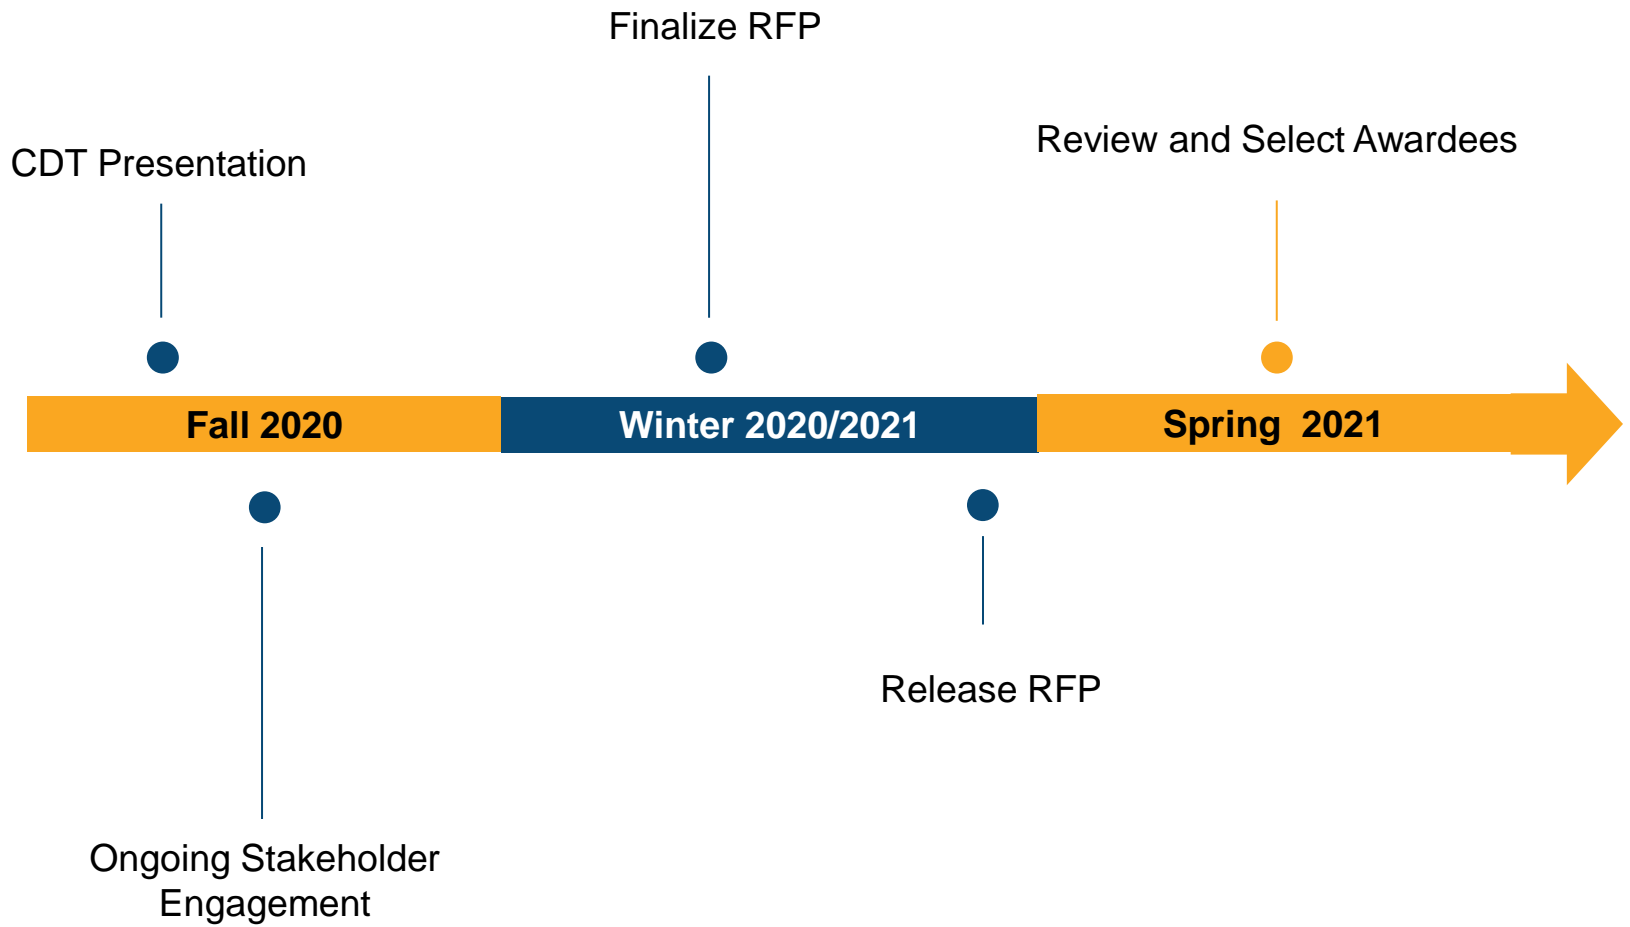 Finalize RFP
CDT Presentation
Review and Select Awardees
Fall 2020
Winter 2020/2021
Spring  2021
Release RFP
Ongoing Stakeholder
Engagement